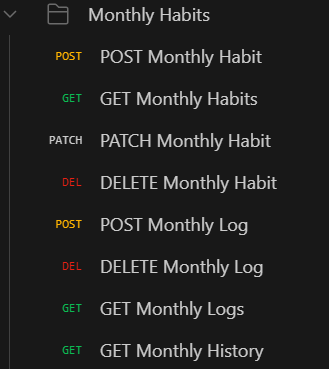 Monthly Habits
POST POST Monthly Habit
GET GET Monthly Habits
PATCH PATCH Monthly Habit
DEL DELETE Monthly Habit
POST POST Monthly Log
DEL DELETE Monthly Log
GET GET Monthly Logs
GET GET Monthly History